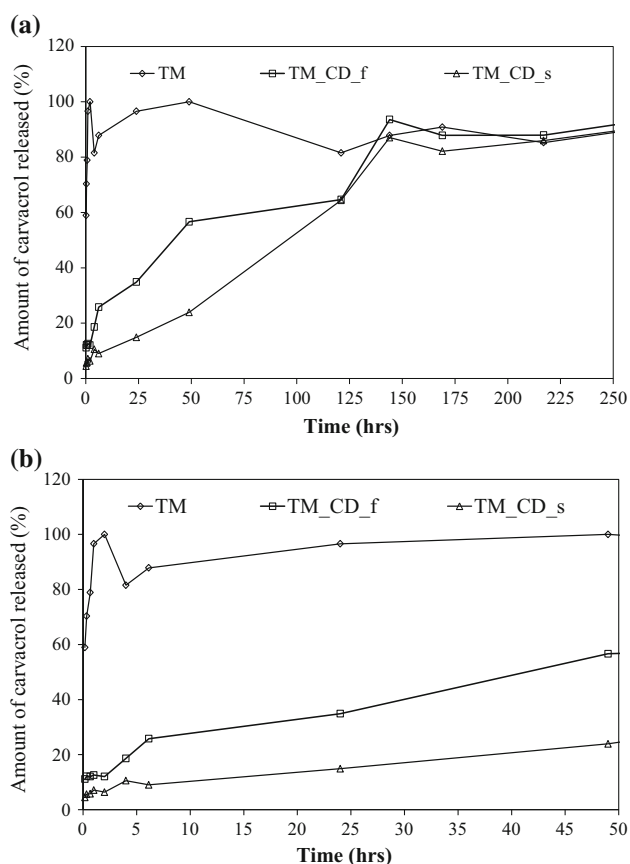 (a)
120
100
80
60
40
20
0
Amount of carvacrol released (%)
TM TM_CD_f TM_CD_s
0 25 50 75 100 125 150 175 200 225 250
Time (hrs)
(b)
120
100
80
60
40
20
0
Amount of carvacrol released (%)
TM TM_CD_f TM_CD_s
0 5 10 15 20 25 30 35 40 45 50
Time (hrs)